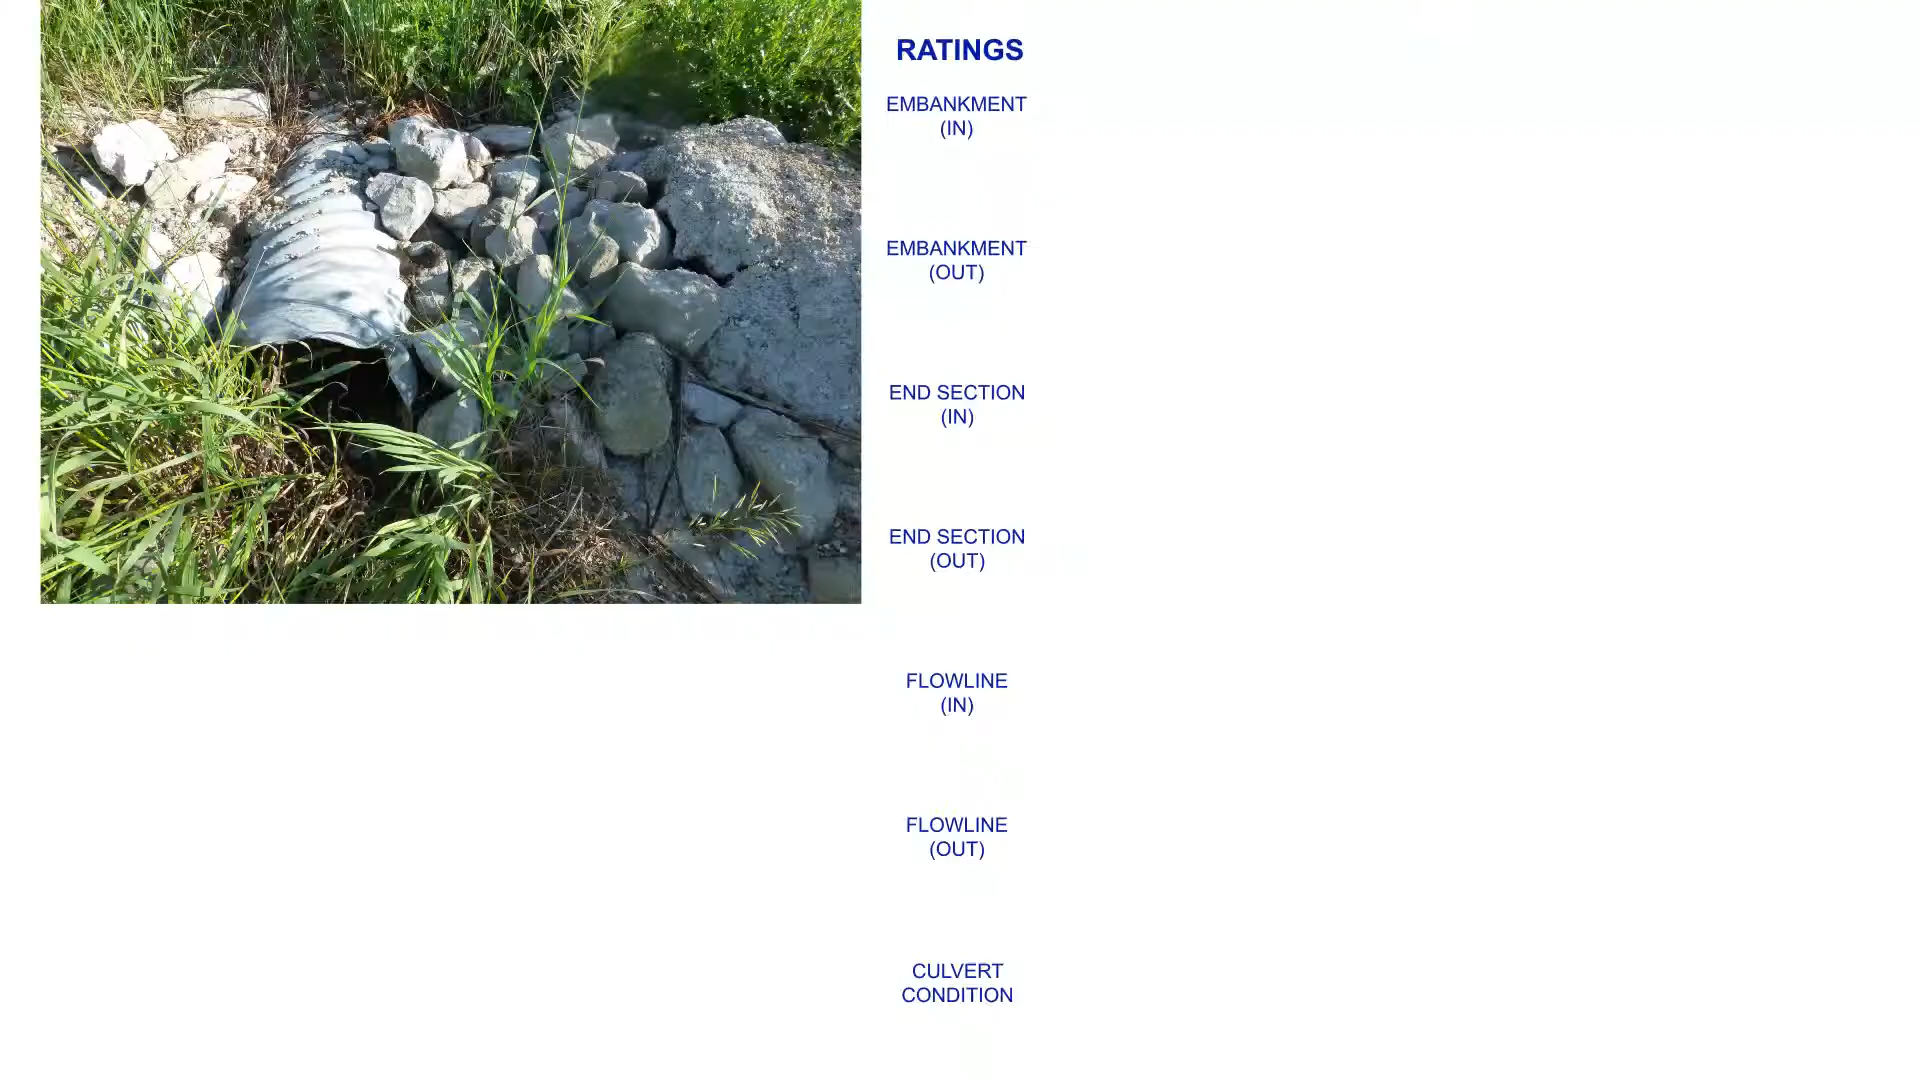 RATINGS
EMBANKMENT
(IN)
EMBANKMENT
(OUT)
END SECTION
(IN)
END SECTION
(OUT)
FLOWLINE
(IN)
FLOWLINE
(OUT)
CULVERT
CONDITION